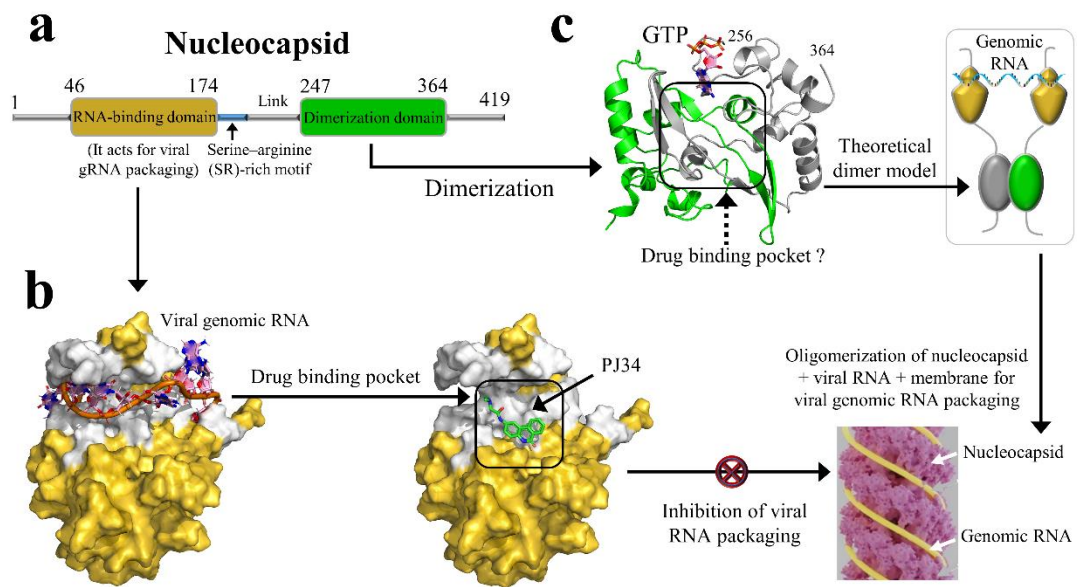 a
Nucleocapsid
46
174
247
364
1
Link
419
RNA-binding domain
Dimerization domain
(It acts for viral
gRNA packaging)
Serine–arginine
(SR)-rich motif
Dimerization
c
GTP
256
364
Drug binding pocket ?
Theoretical
dimer model
Genomic
RNA
b
Viral genomic RNA
Drug binding pocket
PJ34
Inhibition of viral
RNA packaging
Oligomerization of nucleocapsid
+ viral RNA + membrane for
viral genomic RNA packaging
Nucleocapsid
Genomic RNA